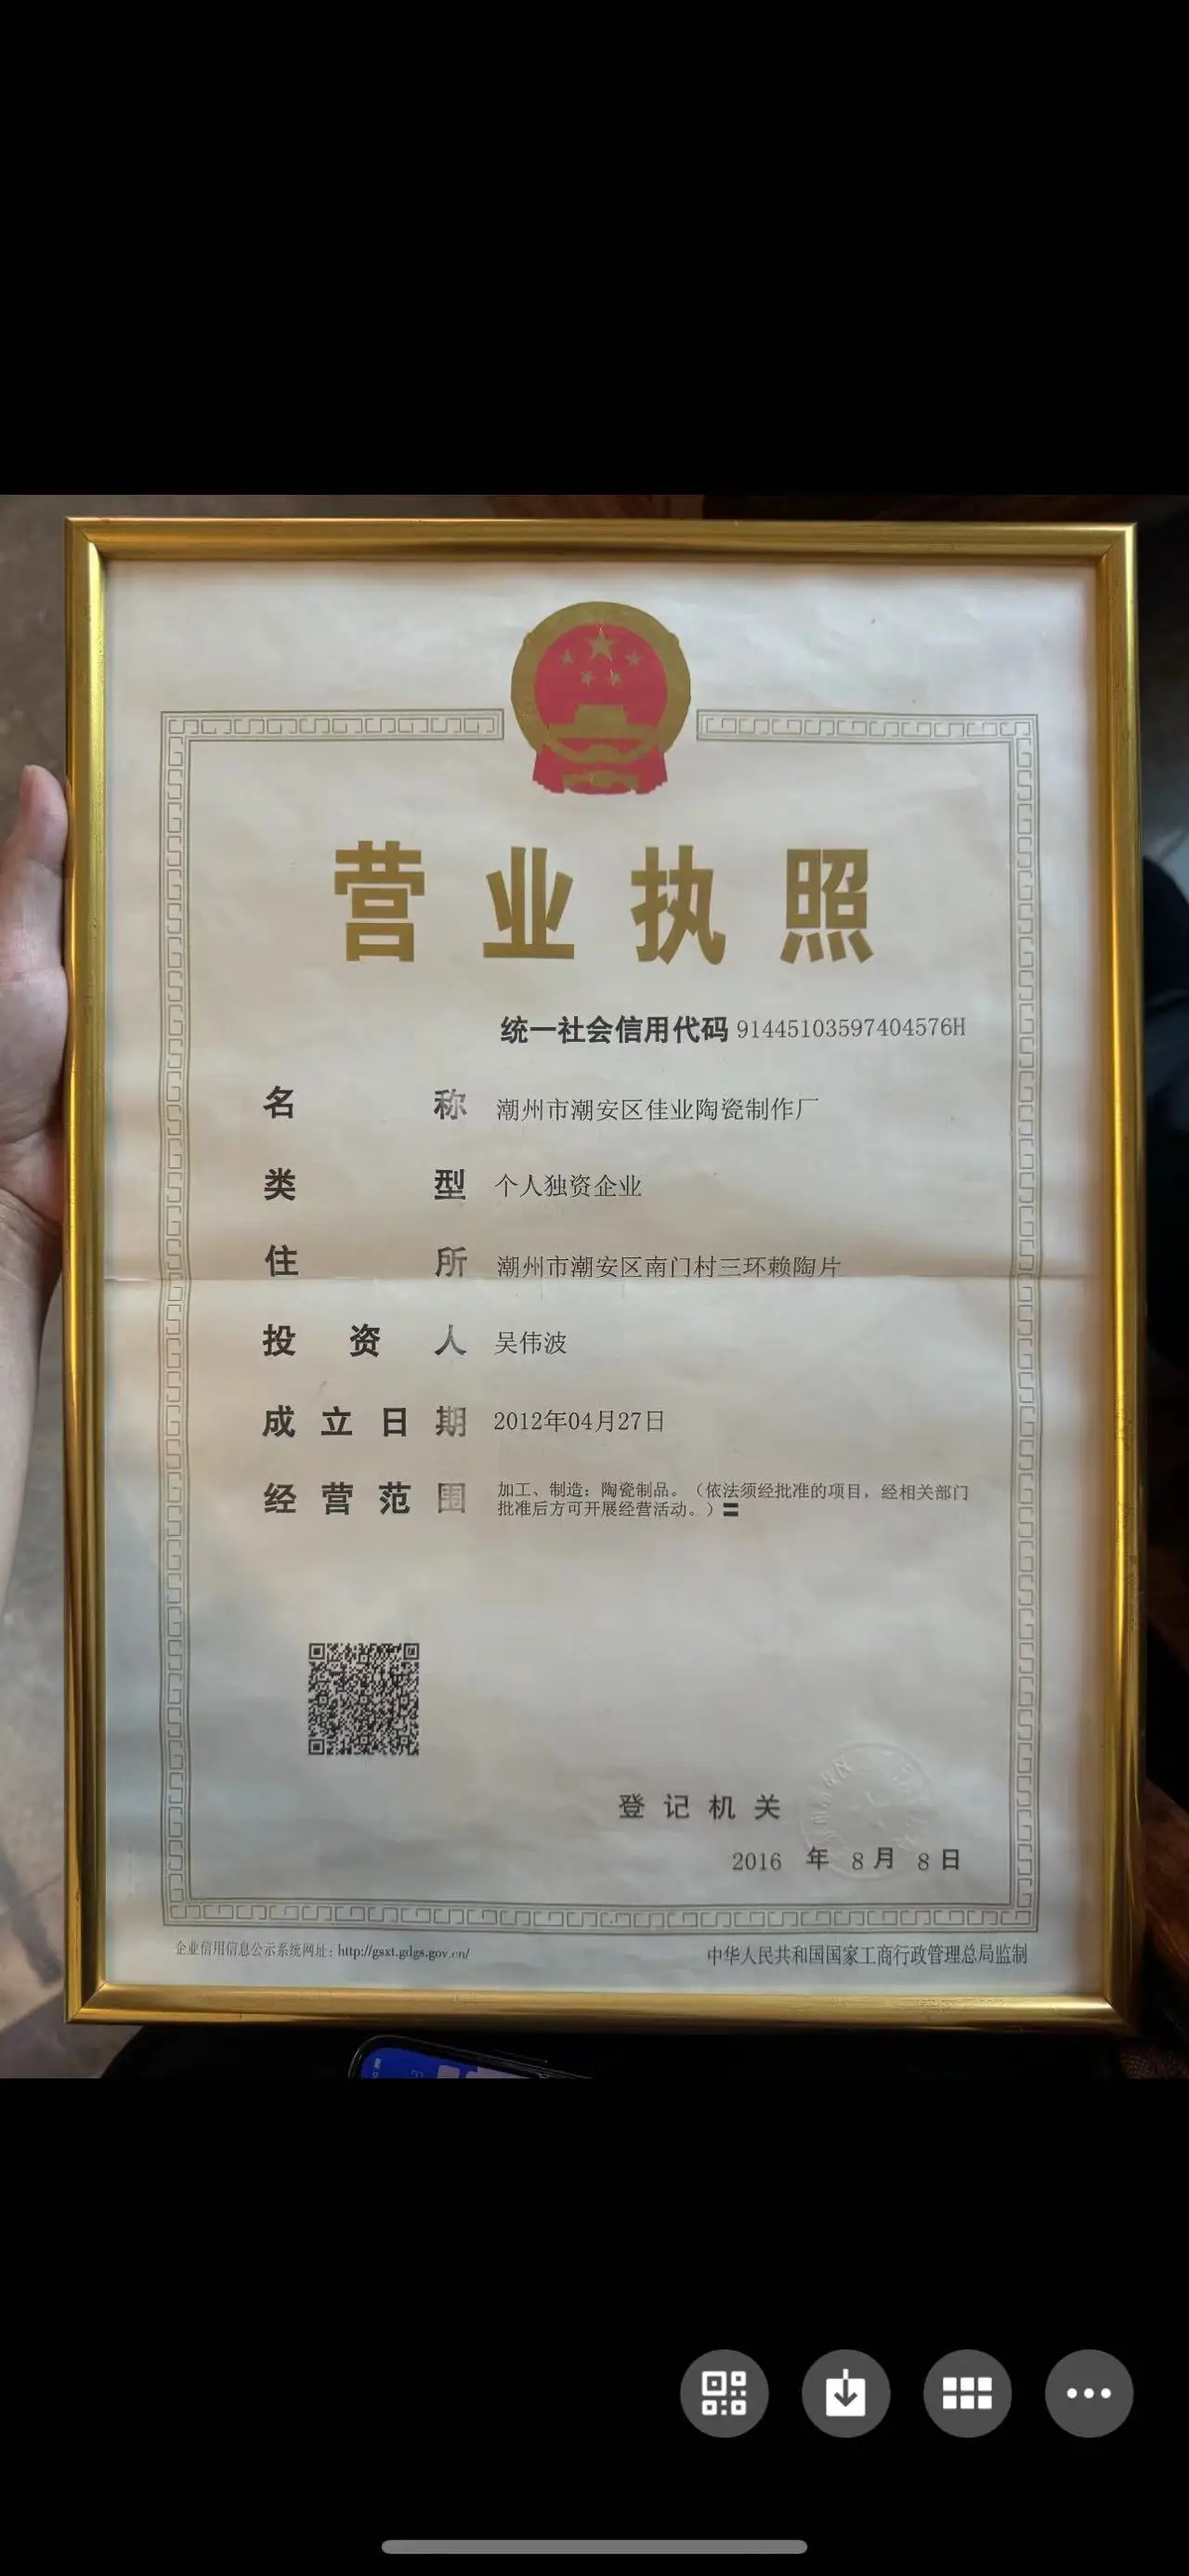 营业执照
统一社会信用代码 91445103597404576H
名称 潮州市潮安区佳业陶瓷制作厂
类型 个人独资企业
住所 潮州市潮安区南门村三环赖陶片
投资人 吴伟波
成立日期 2012年04月27日
经营范围 加工、制造：陶瓷制品。（依法须经批准的项目，经相关部门
批准后方可开展经营活动。）〓
登记机关
2016 年 8 月 8 日
企业信用信息公示系统网址：http://gsxt.gdgs.gov.cn/
中华人民共和国国家工商行政管理总局监制